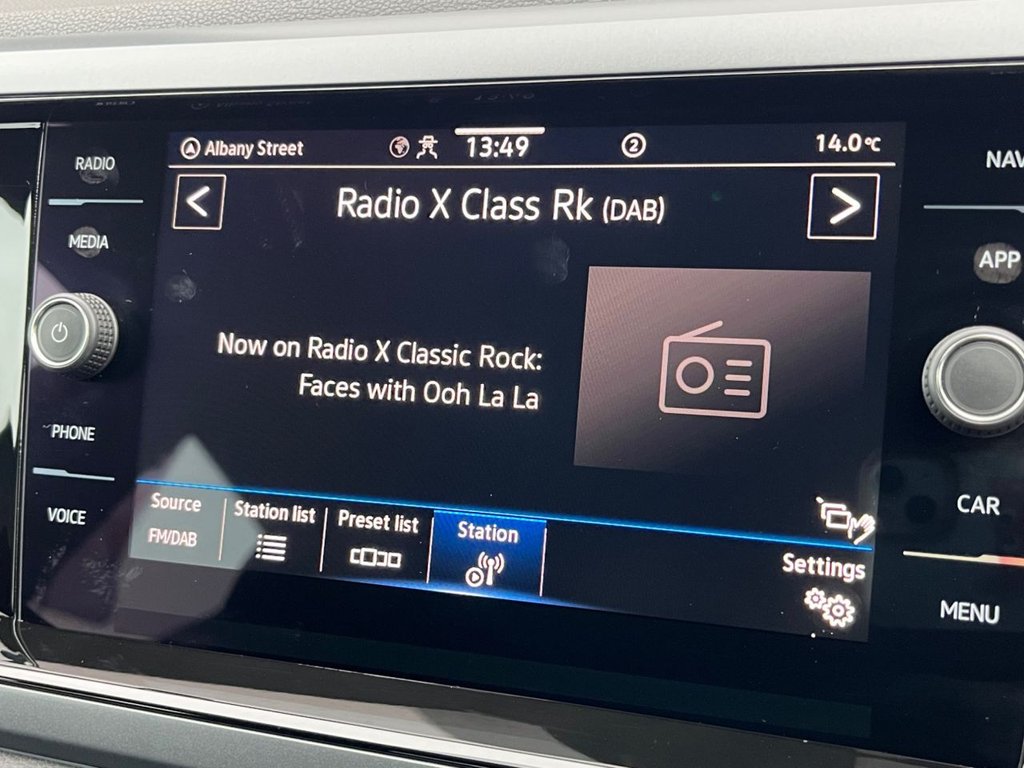 RADIO
MEDIA
PHONE
VOICE
Albany Street
13:49
2
14.0°C
<
Radio X Class Rk (DAB)
>
Now on Radio X Classic Rock:
Faces with Ooh La La
Source
FM/DAB
Station list
Preset list
Station
Settings
NAV
APP
CAR
MENU